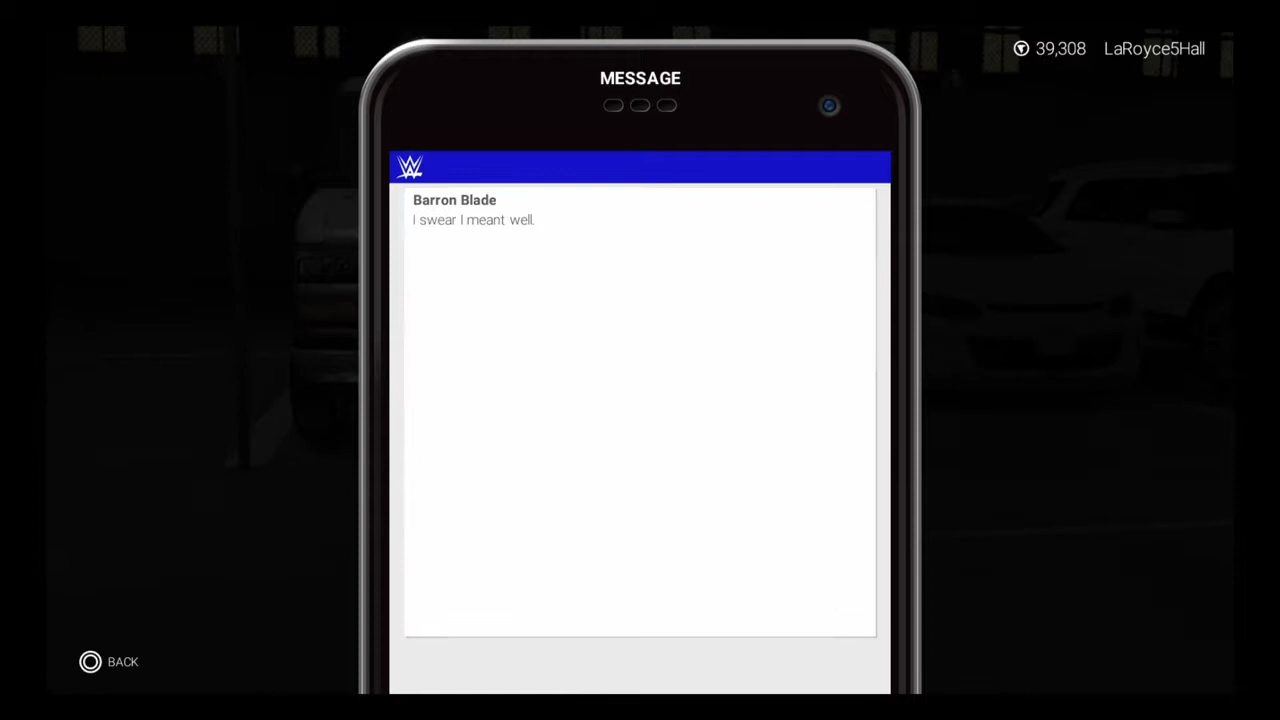 39,308 LaRoyce5Hall
MESSAGE
Barron Blade
I swear I meant well.
BACK